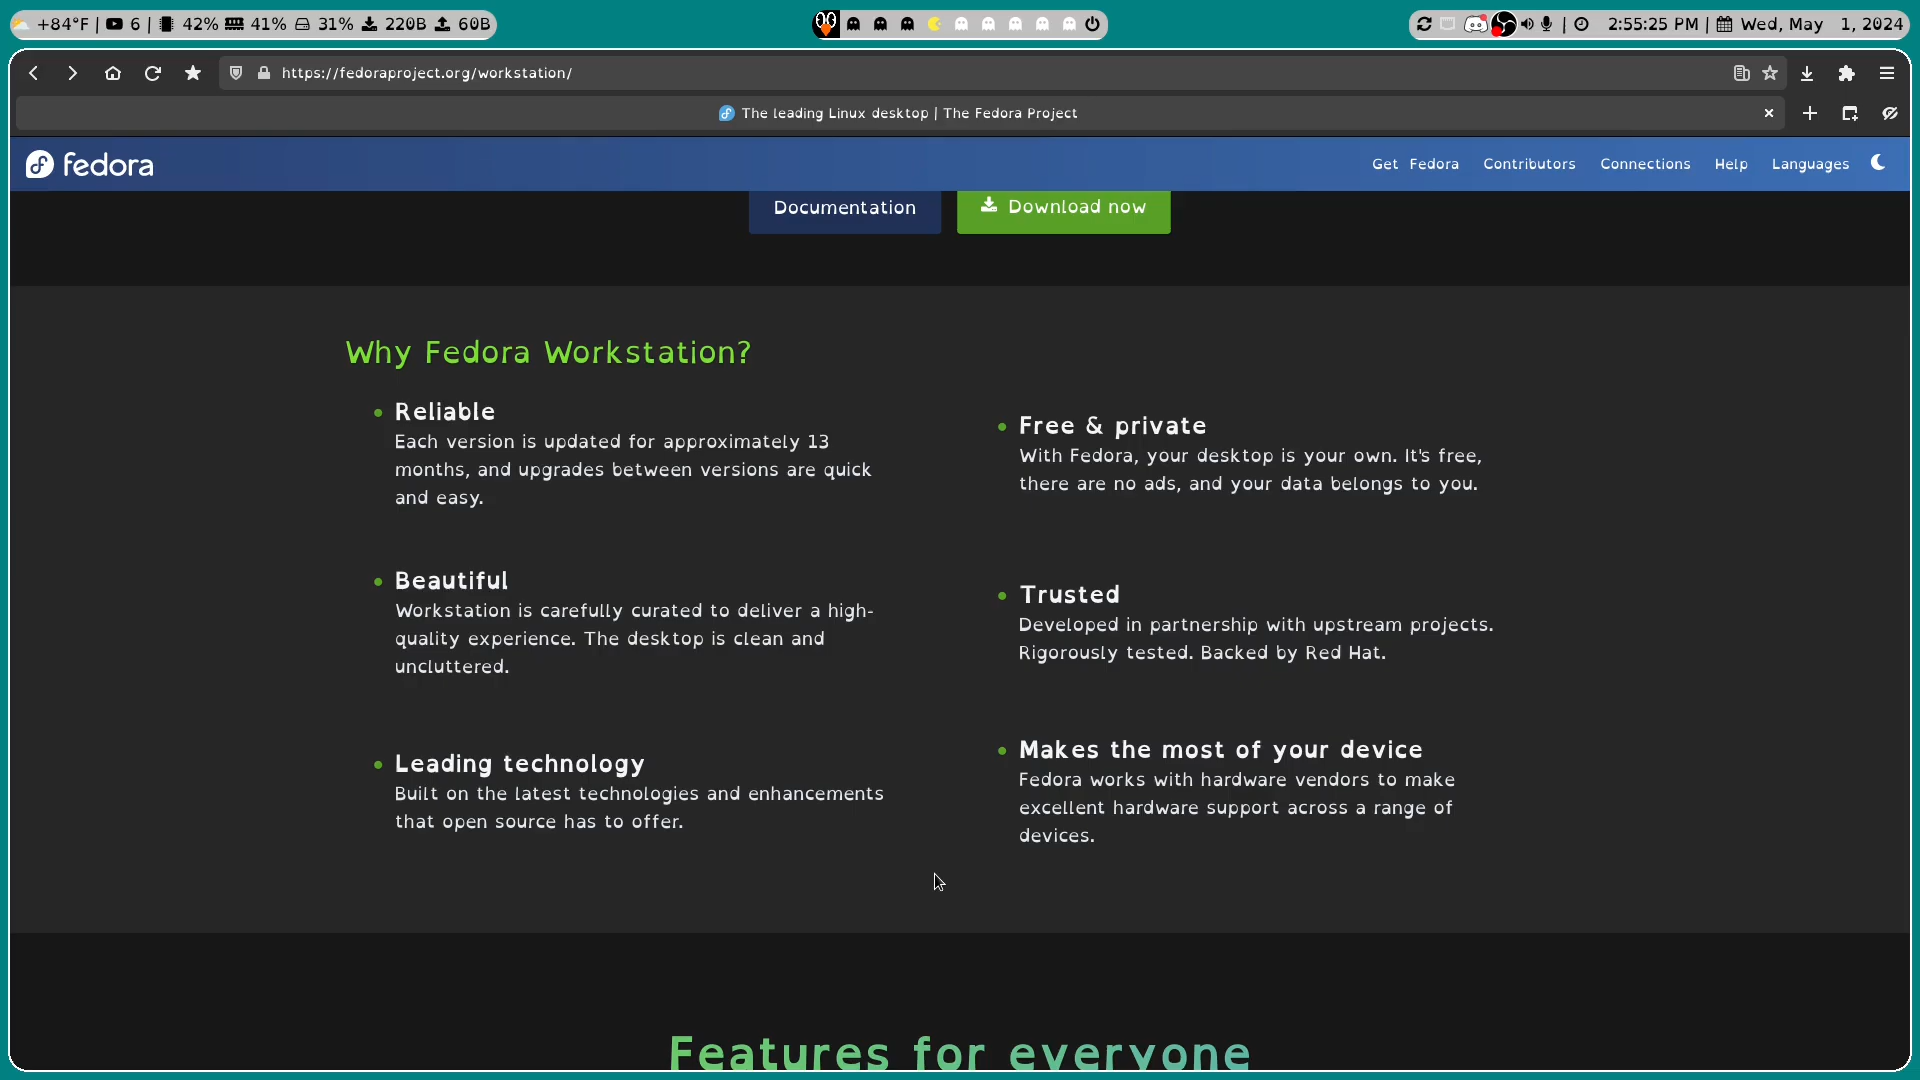 +84°F | 6 | 42% 41% 31% 220B 60B
2:55:25 PM | Wed, May 1, 2024
https://fedoraproject.org/workstation/
The leading Linux desktop | The Fedora Project
fedora
Get Fedora Contributors Connections Help Languages
Documentation Download now
Why Fedora Workstation?
Reliable
Each version is updated for approximately 13
months, and upgrades between versions are quick
and easy.
Free & private
With Fedora, your desktop is your own. It's free,
there are no ads, and your data belongs to you.
Beautiful
Workstation is carefully curated to deliver a high-
quality experience. The desktop is clean and
uncluttered.
Trusted
Developed in partnership with upstream projects.
Rigorously tested. Backed by Red Hat.
Leading technology
Built on the latest technologies and enhancements
that open source has to offer.
Makes the most of your device
Fedora works with hardware vendors to make
excellent hardware support across a range of
devices.
Features for everyone